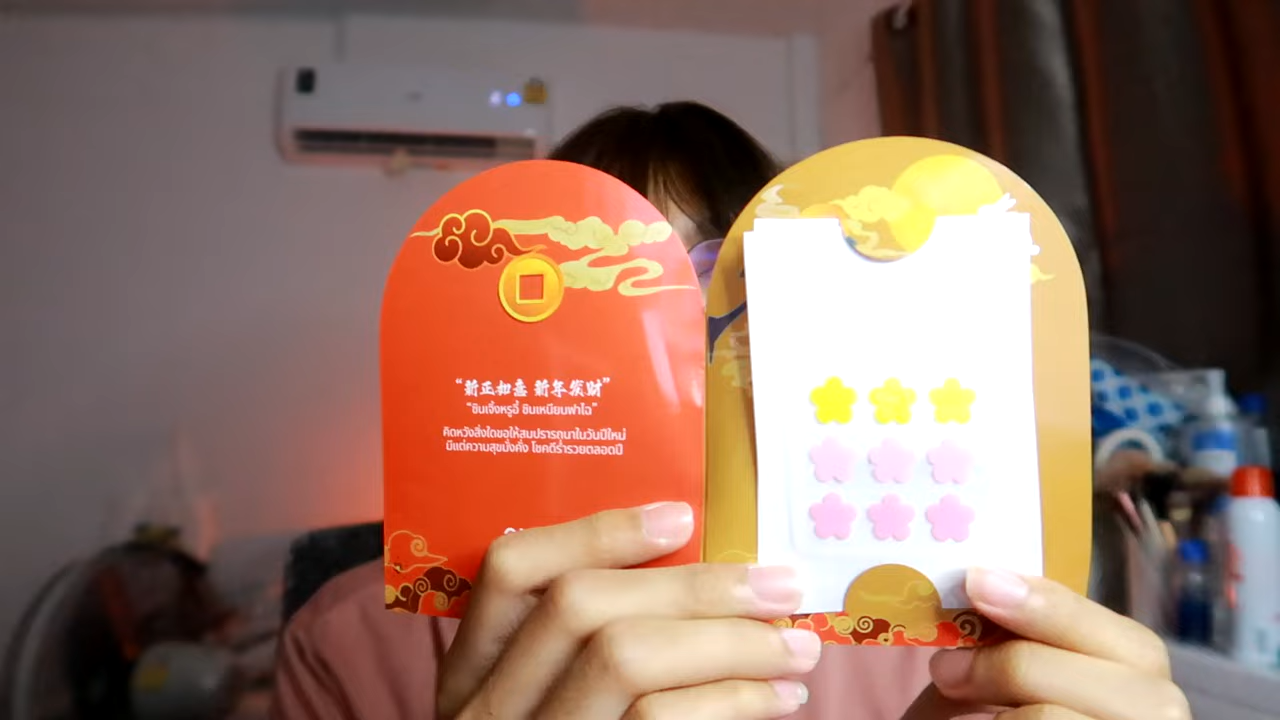 “新正如意 新年发财”
“ซินเจิ้งหรูอี้ ซินเหนียนฟาไฉ”
คิดหวังสิ่งใดขอให้สมปรารถนาในวันปีใหม่
มีแต่ความสุขมั่งคั่ง โชคดีร่ำรวยตลอดปี